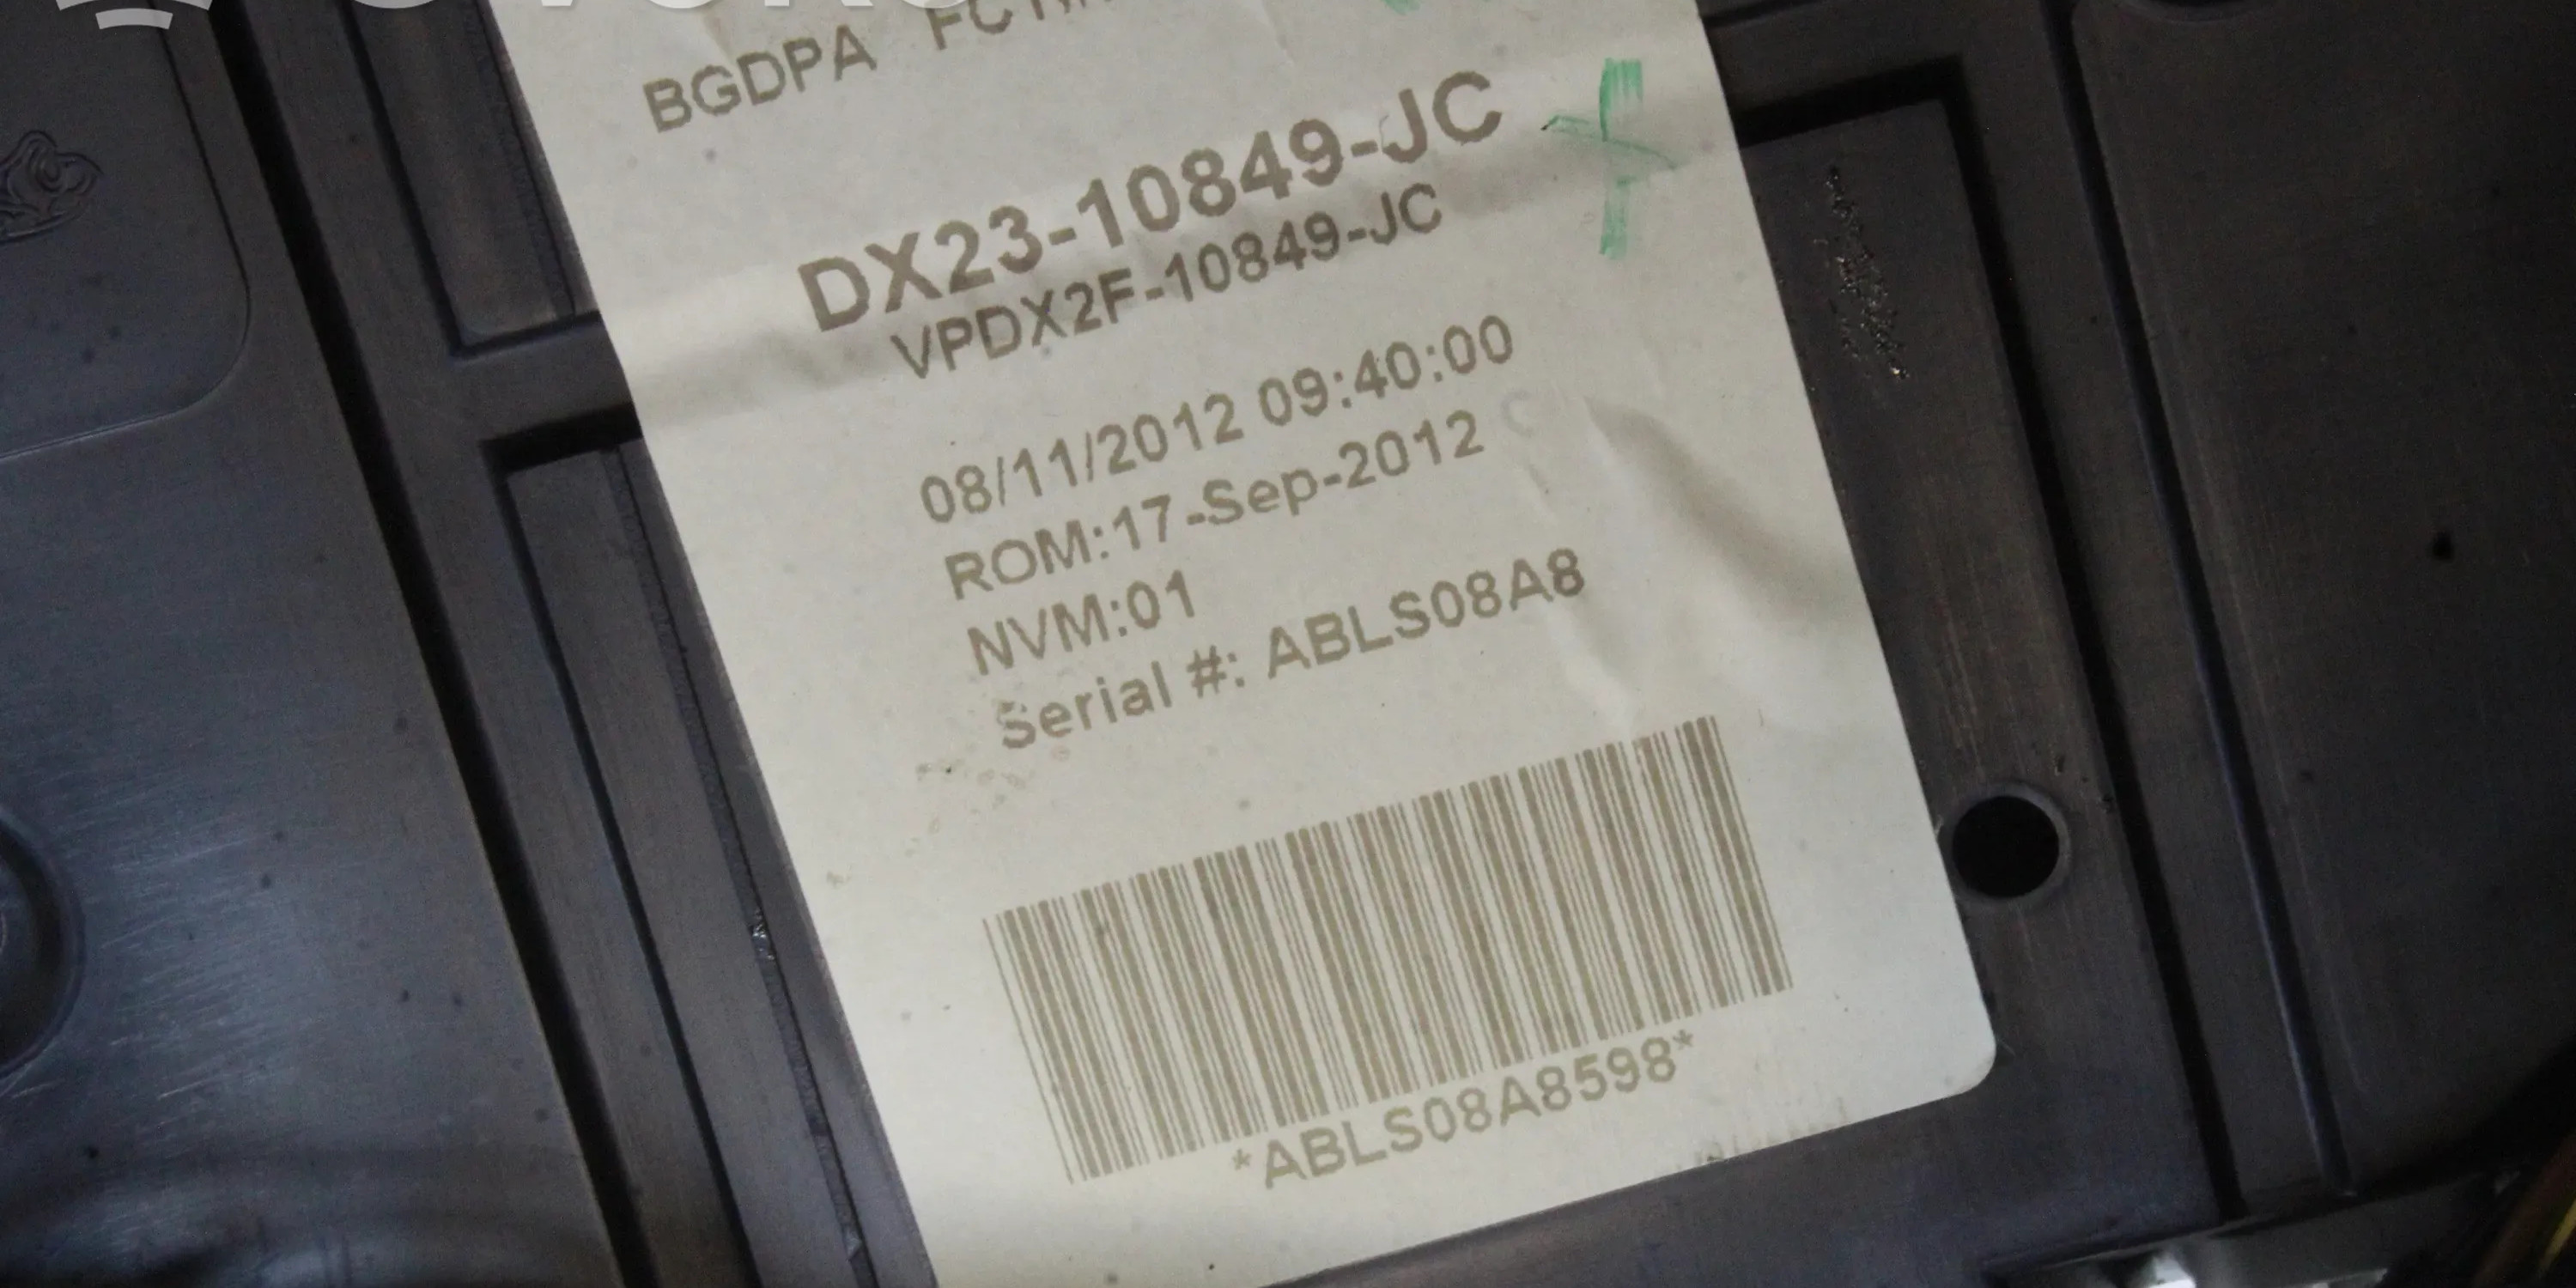 BGDPA
DX23-10849-JC
VPDX2F-10849-JC
08/11/2012 09:40:00
ROM:17-Sep-2012
NVM:01
Serial #: ABLS08A8
*ABLS08A8598*